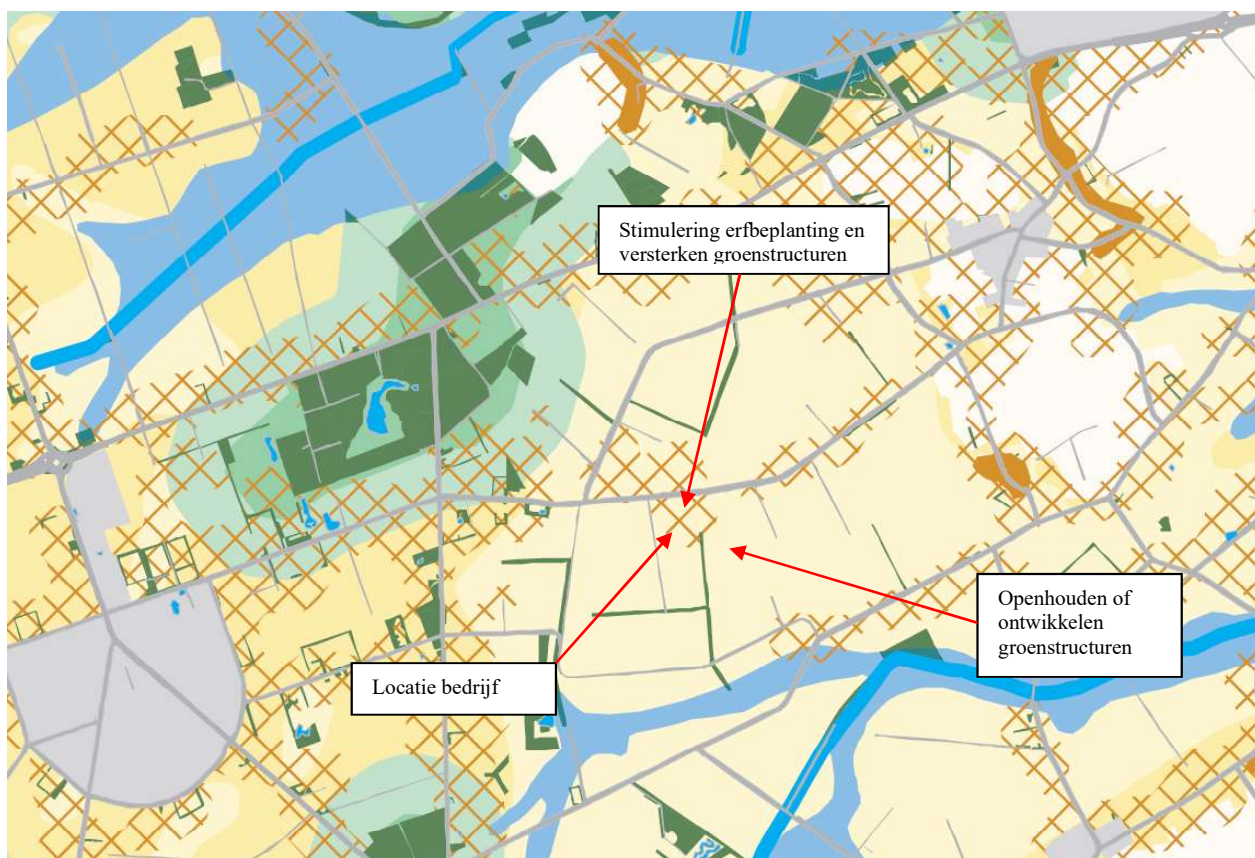 Stimulering erfbeplanting en
versterken groenstructuren
Locatie bedrijf
Openhouden of
ontwikkelen
groenstructuren